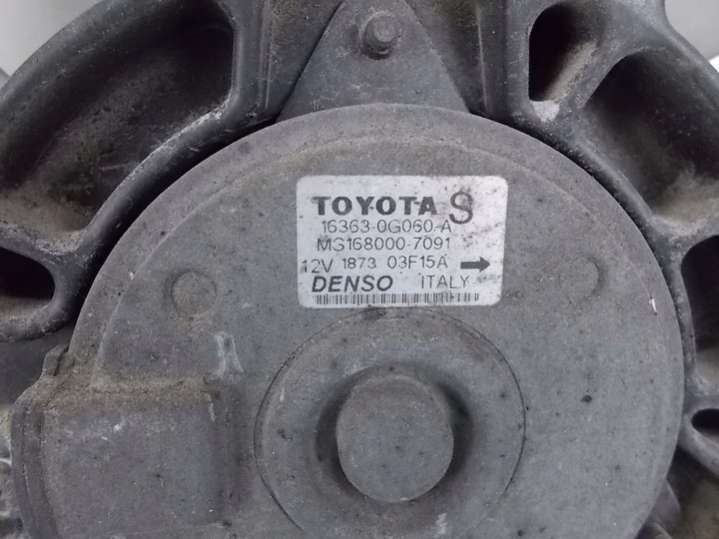 TOYOTA S
16363-0G060-A
MG168000-7091
12V 1873 03F15A →
DENSO ITALY